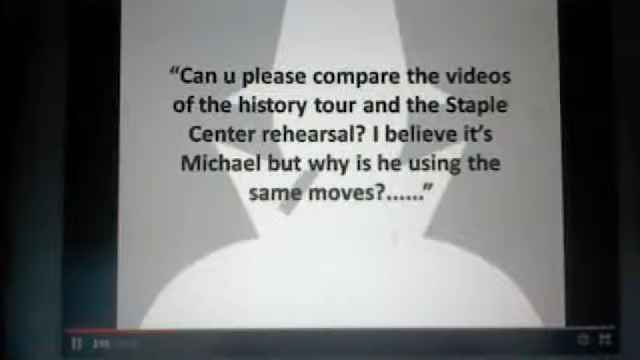 “Can u please compare the videos
of the history tour and the Staple
Center rehearsal? I believe it’s
Michael but why is he using the
same moves?......”